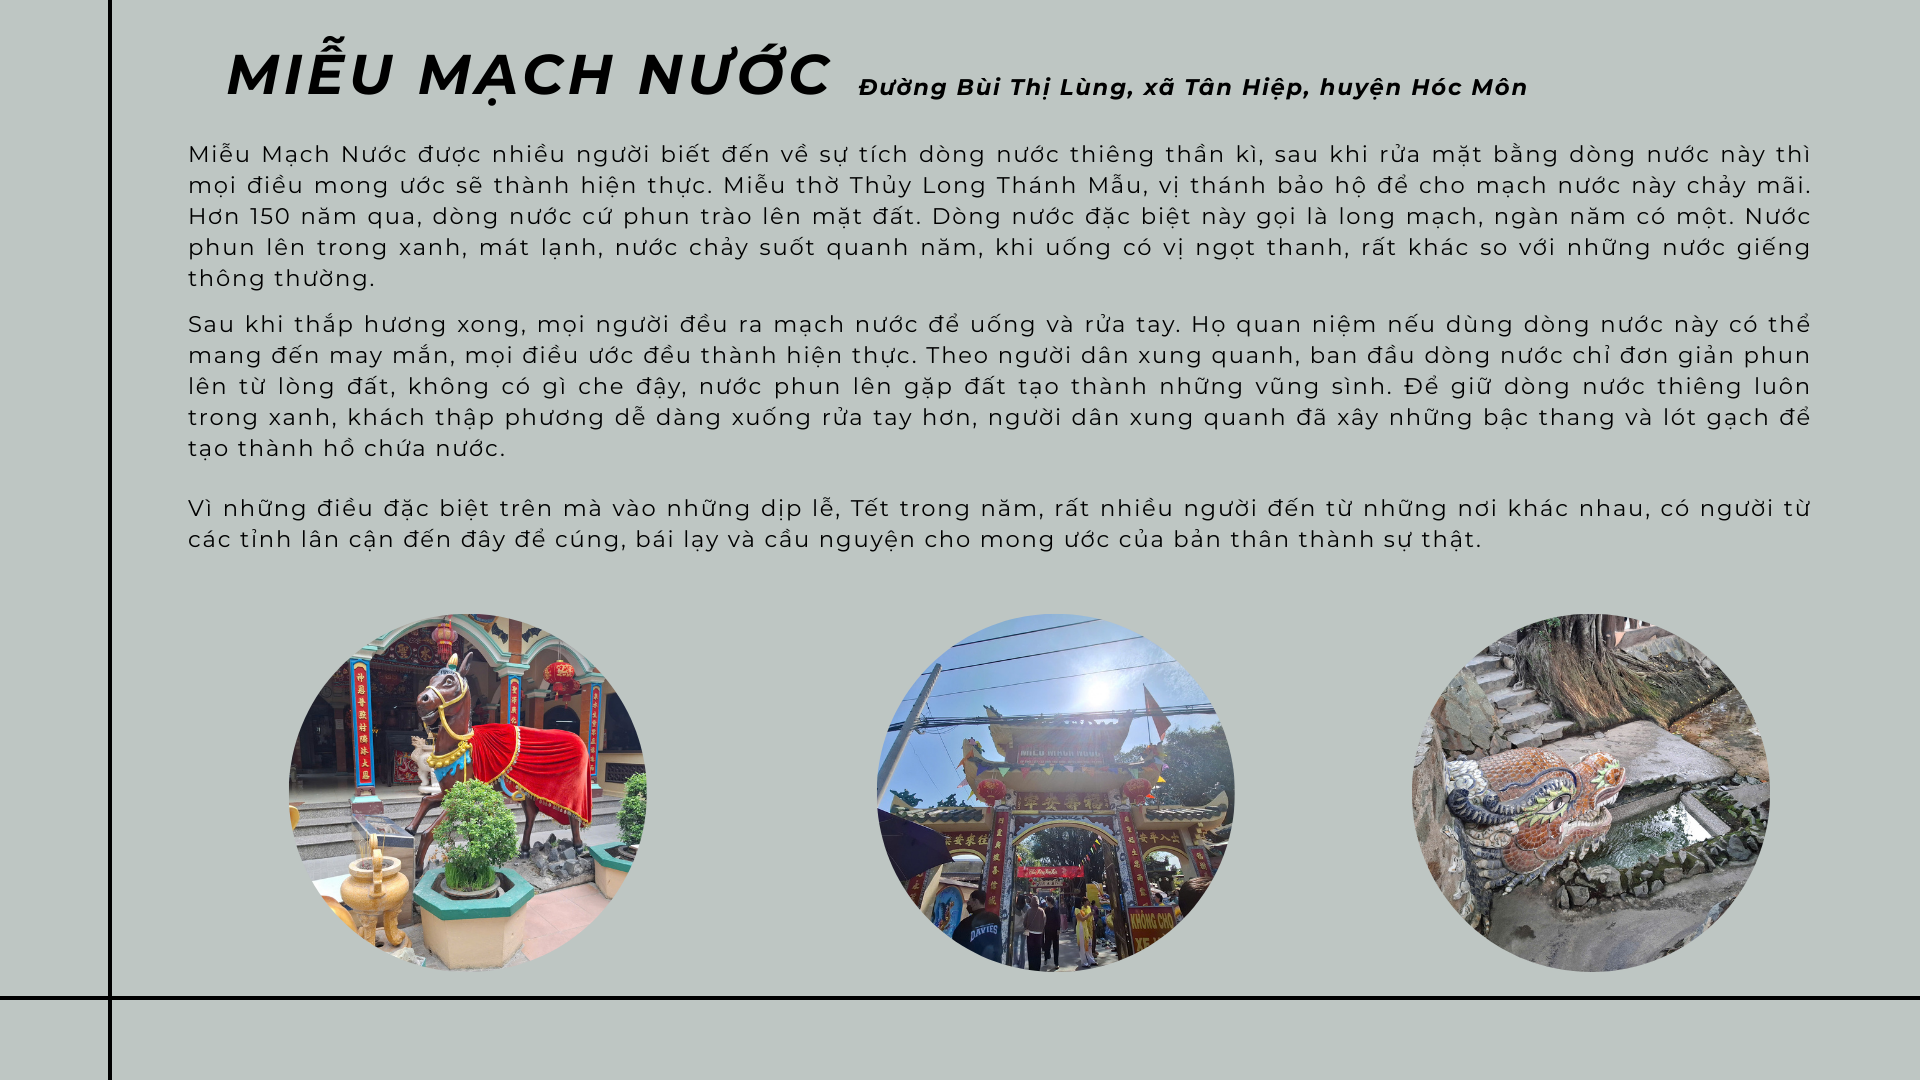 MIỄU MẠCH NƯỚC Đường Bùi Thị Lùng, xã Tân Hiệp, huyện Hóc Môn
Miễu Mạch Nước được nhiều người biết đến về sự tích dòng nước thiêng thần kì, sau khi rửa mặt bằng dòng nước này thì
mọi điều mong ước sẽ thành hiện thực. Miễu thờ Thủy Long Thánh Mẫu, vị thánh bảo hộ để cho mạch nước này chảy mãi.
Hơn 150 năm qua, dòng nước cứ phun trào lên mặt đất. Dòng nước đặc biệt này gọi là long mạch, ngàn năm có một. Nước
phun lên trong xanh, mát lạnh, nước chảy suốt quanh năm, khi uống có vị ngọt thanh, rất khác so với những nước giếng
thông thường.
Sau khi thắp hương xong, mọi người đều ra mạch nước để uống và rửa tay. Họ quan niệm nếu dùng dòng nước này có thể
mang đến may mắn, mọi điều ước đều thành hiện thực. Theo người dân xung quanh, ban đầu dòng nước chỉ đơn giản phun
lên từ lòng đất, không có gì che đậy, nước phun lên gặp đất tạo thành những vũng sình. Để giữ dòng nước thiêng luôn
trong xanh, khách thập phương dễ dàng xuống rửa tay hơn, người dân xung quanh đã xây những bậc thang và lót gạch để
tạo thành hồ chứa nước.
Vì những điều đặc biệt trên mà vào những dịp lễ, Tết trong năm, rất nhiều người đến từ những nơi khác nhau, có người từ
các tỉnh lân cận đến đây để cúng, bái lạy và cầu nguyện cho mong ước của bản thân thành sự thật.
MIẾU MẠCH NƯỚC
DAVIES
KHÔNG CHO